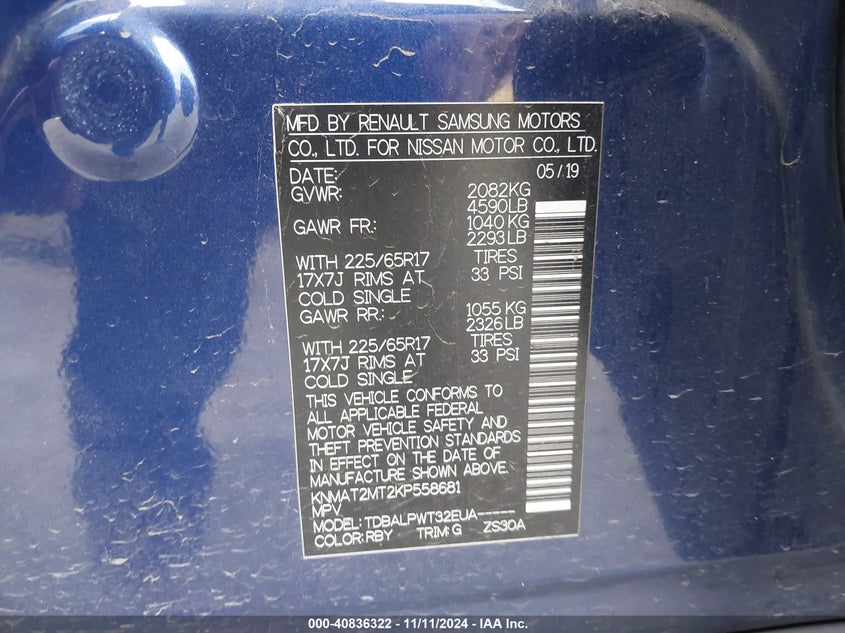 MFD BY RENAULT SAMSUNG MOTORS
CO., LTD. FOR NISSAN MOTOR CO., LTD.
DATE: 05/19
GVWR: 2082KG
4590LB
GAWR FR.: 1040 KG
2293LB
WITH 225/65R17 TIRES
17X7J RIMS AT 33 PSI
COLD SINGLE
GAWR RR.: 1055 KG
2326LB
WITH 225/65R17 TIRES
17X7J RIMS AT 33 PSI
COLD SINGLE
THIS VEHICLE CONFORMS TO
ALL APPLICABLE FEDERAL
MOTOR VEHICLE SAFETY AND
THEFT PREVENTION STANDARDS
IN EFFECT ON THE DATE OF
MANUFACTURE SHOWN ABOVE.
KNMAT2MT2KP558681
MPV
MODEL: TDBALPWT32EUA-----
COLOR: RBY TRIM: G ZS30A
000-40836322 - 11/11/2024 - IAA Inc.